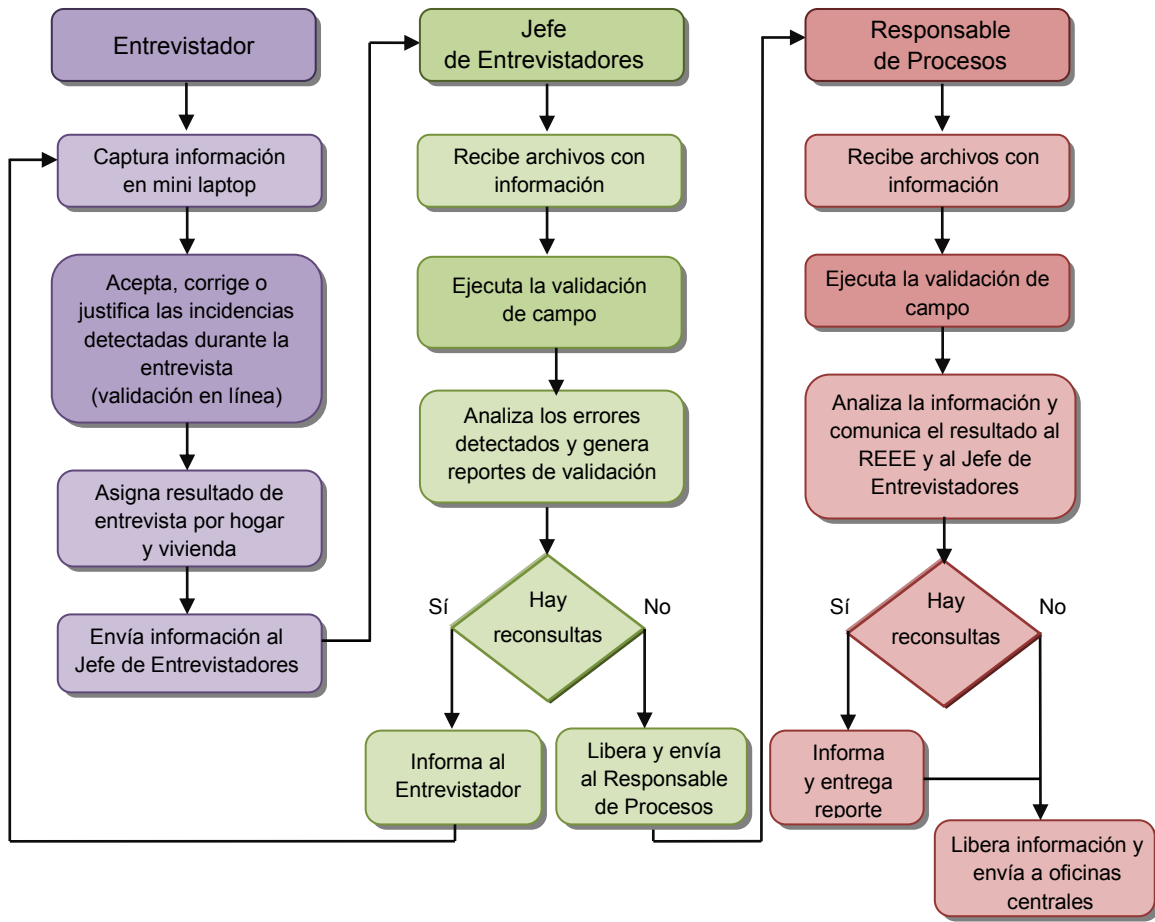 Entrevistador
Captura información
en mini laptop
Acepta, corrige o
justifica las incidencias
detectadas durante la
entrevista
(validación en línea)
Asigna resultado de
entrevista por hogar
y vivienda
Envía información al
Jefe de Entrevistadores
Jefe
de Entrevistadores
Recibe archivos con
información
Ejecuta la validación
de campo
Analiza los errores
detectados y genera
reportes de validación
Hay
reconsultas
Sí
No
Informa al
Entrevistador
Libera y envía
al Responsable
de Procesos
Responsable
de Procesos
Recibe archivos con
información
Ejecuta la validación de
campo
Analiza la información y
comunica el resultado al
REEE y al Jefe de
Entrevistadores
Hay
reconsultas
Sí
No
Informa
y entrega
reporte
Libera información y
envía a oficinas
centrales